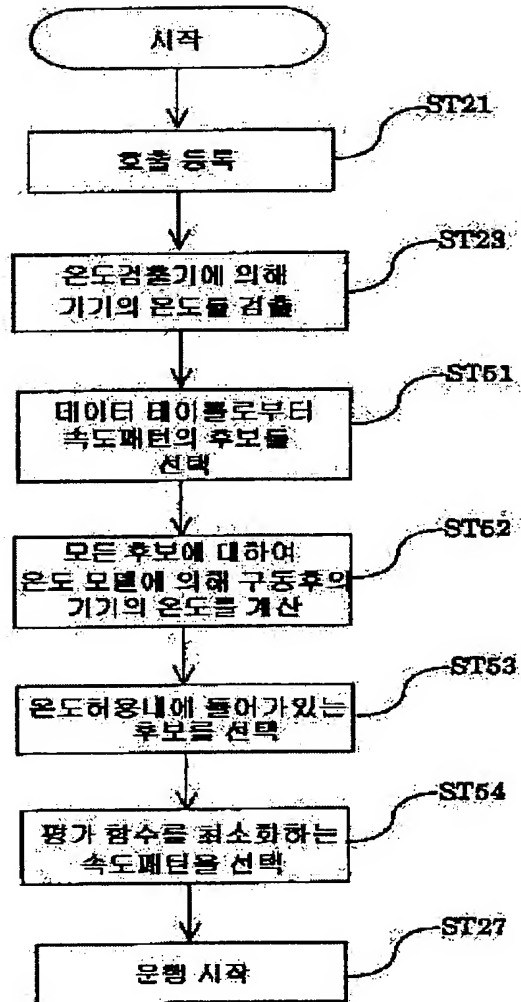 시작
ST21
호출 등록
ST23
온도검출기에 의해
기기의 온도를 검출
ST51
데이터 테이블로부터
속도패턴의 후보를
선택
ST52
모든 후보에 대하여
온도 모델에 의해 구동후의
기기의 온도를 계산
ST53
온도허용내에 들어가있는
후보를 선택
ST54
평가 함수를 최소화하는
속도패턴을 선택
ST27
운행 시작